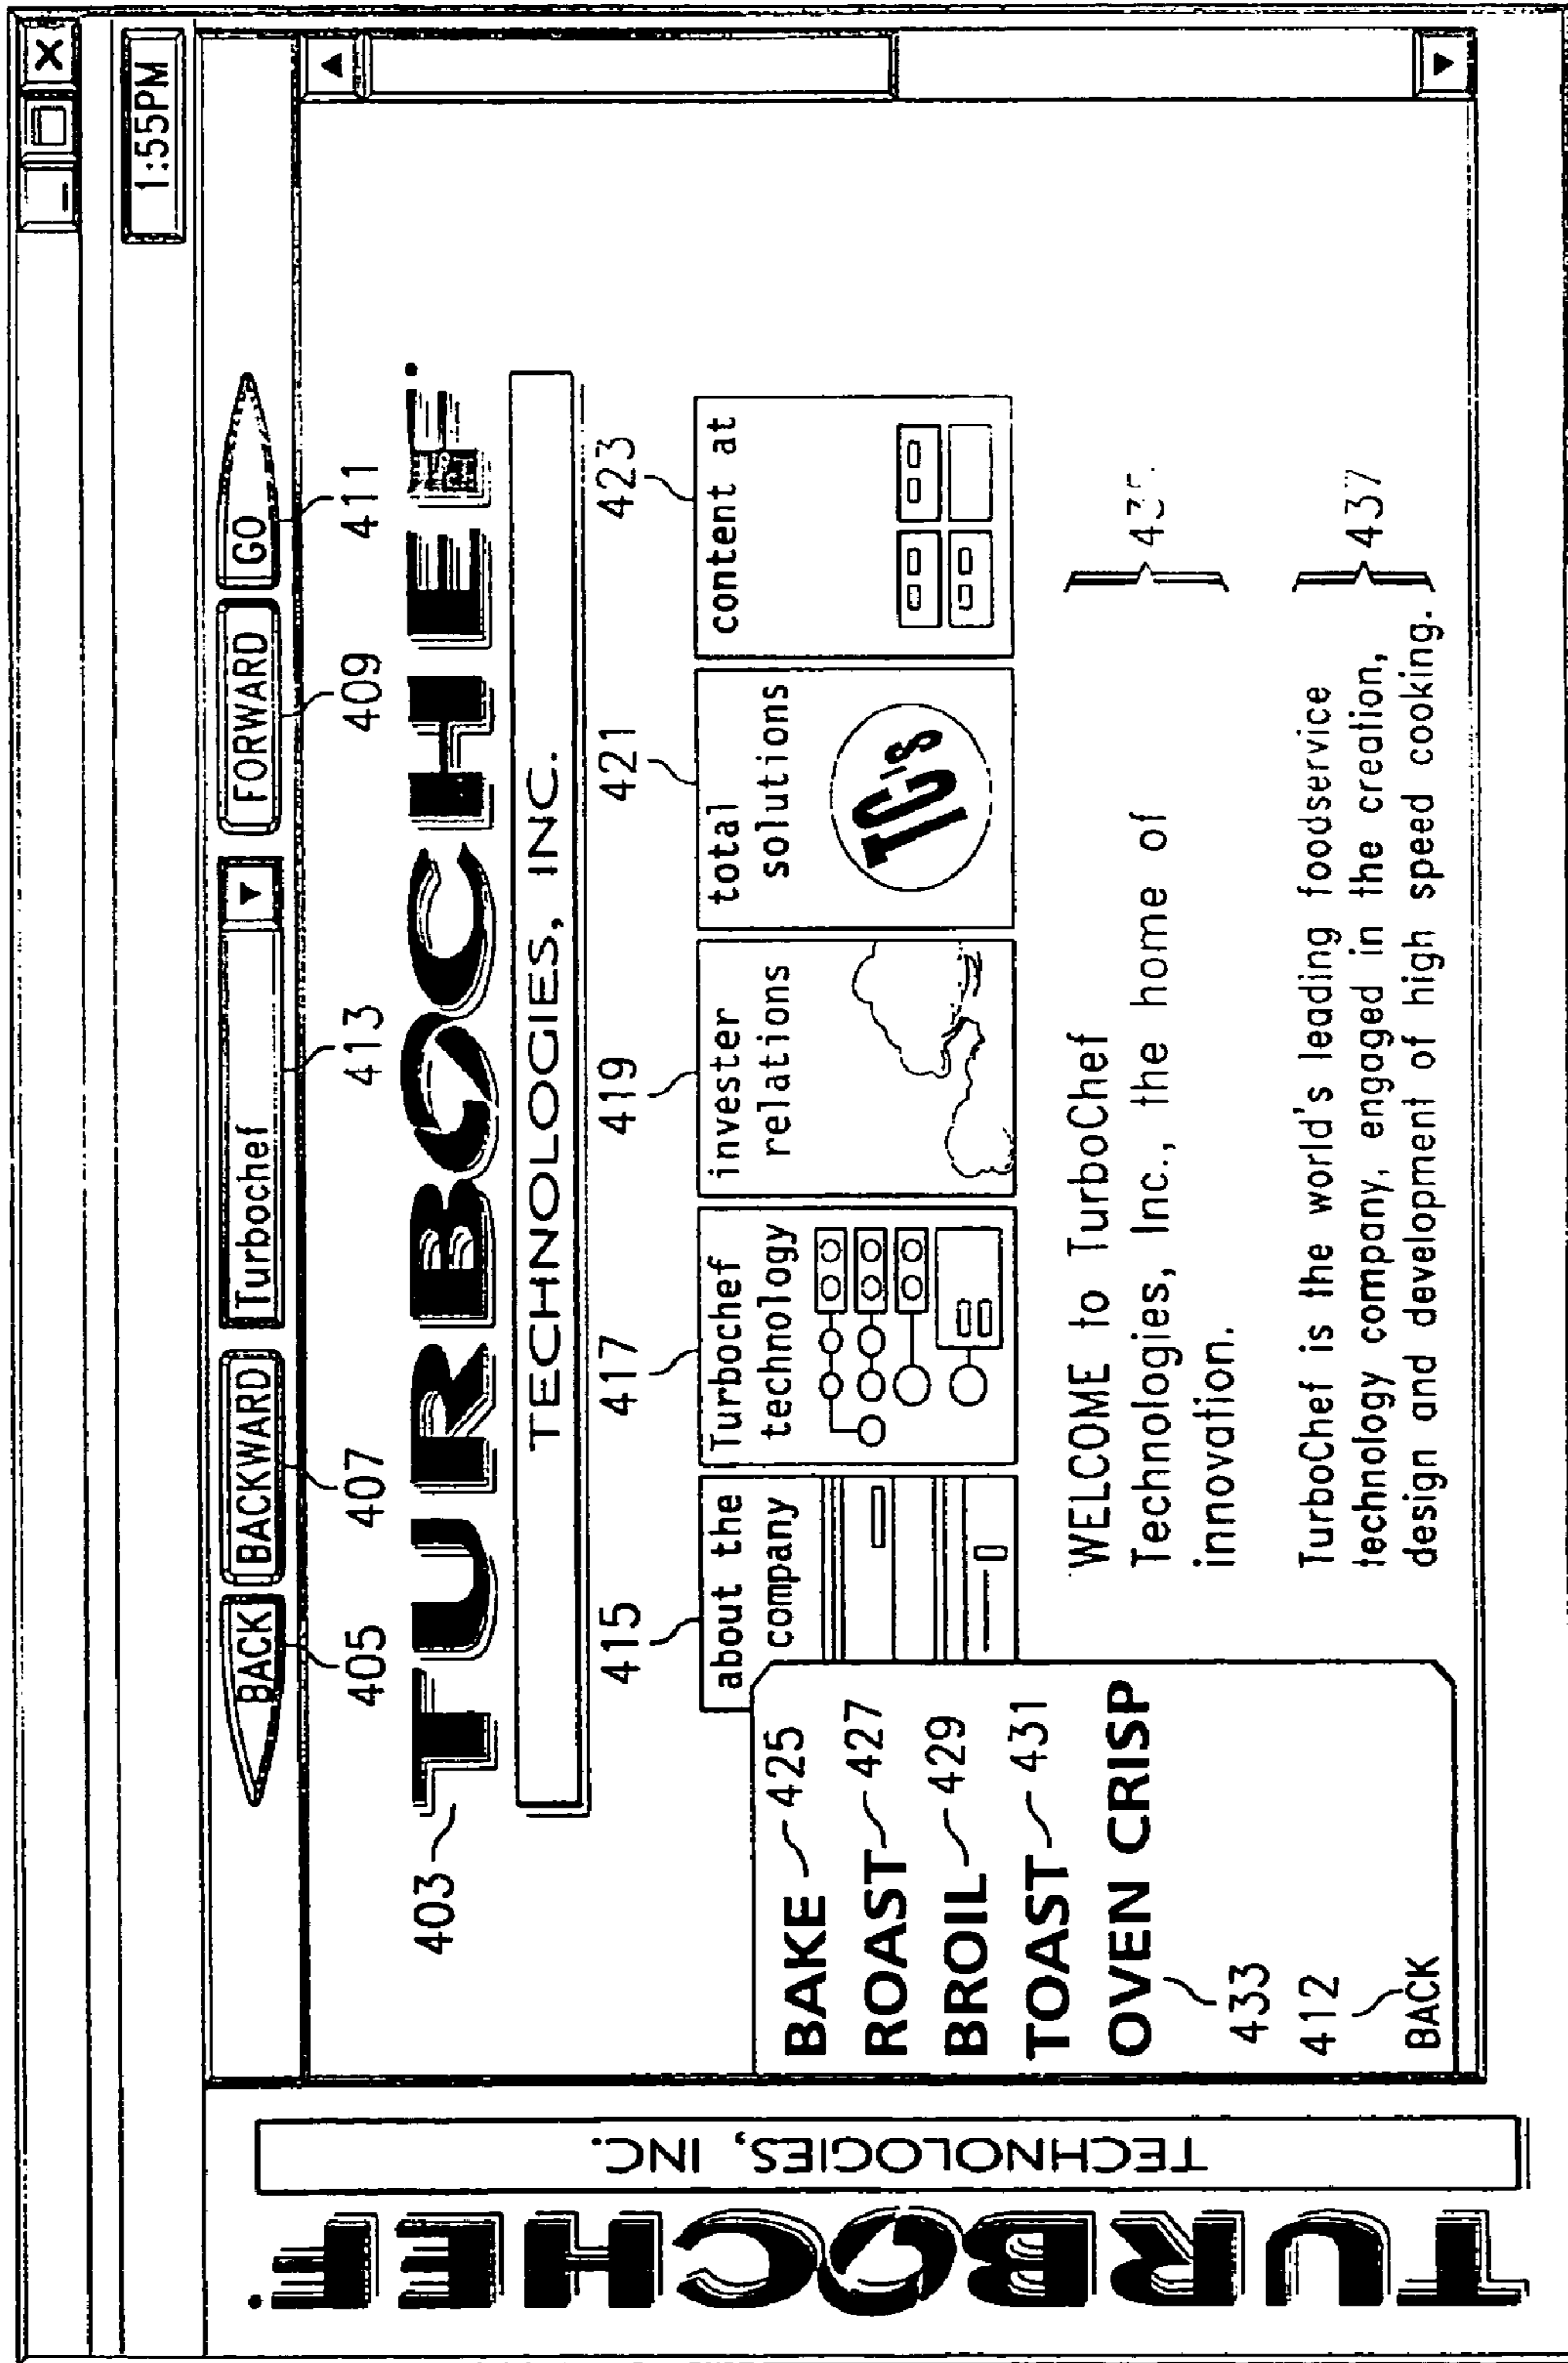 1:55PM
BACK BACKWARD Turbochef FORWARD GO
405 407 413 409 411
403 TURBOCHEF
TECHNOLOGIES, INC.
415 417 419 421 423
about the company
Turbochef technology
invester relations
total solutions
content at
TURBOCHEF
TECHNOLOGIES, INC.
BAKE 425
ROAST 427
BROIL 429
TOAST 431
OVEN CRISP
433
412
BACK
WELCOME to TurboChef
Technologies, Inc., the home of
innovation.
TurboChef is the world's leading foodservice
technology company, engaged in the creation,
design and development of high speed cooking.
437